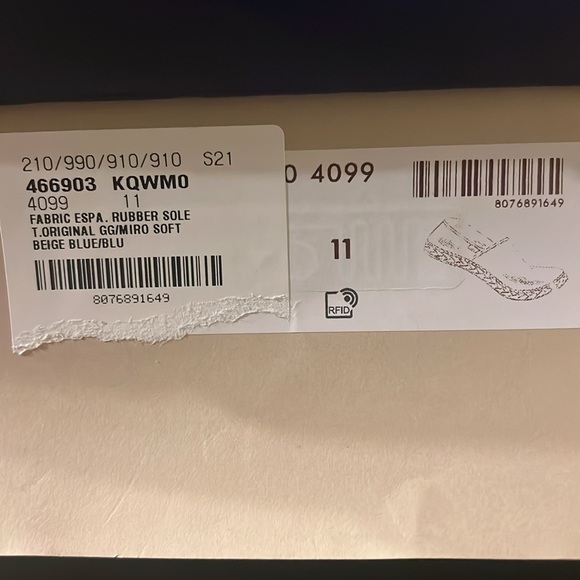 210/990/910/910 S21
466903 KQWM0
4099 11
FABRIC ESPA. RUBBER SOLE
T.ORIGINAL GG/MIRO SOFT
BEIGE BLUE/BLU
8076891649
0 4099
8076891649
11
RFID